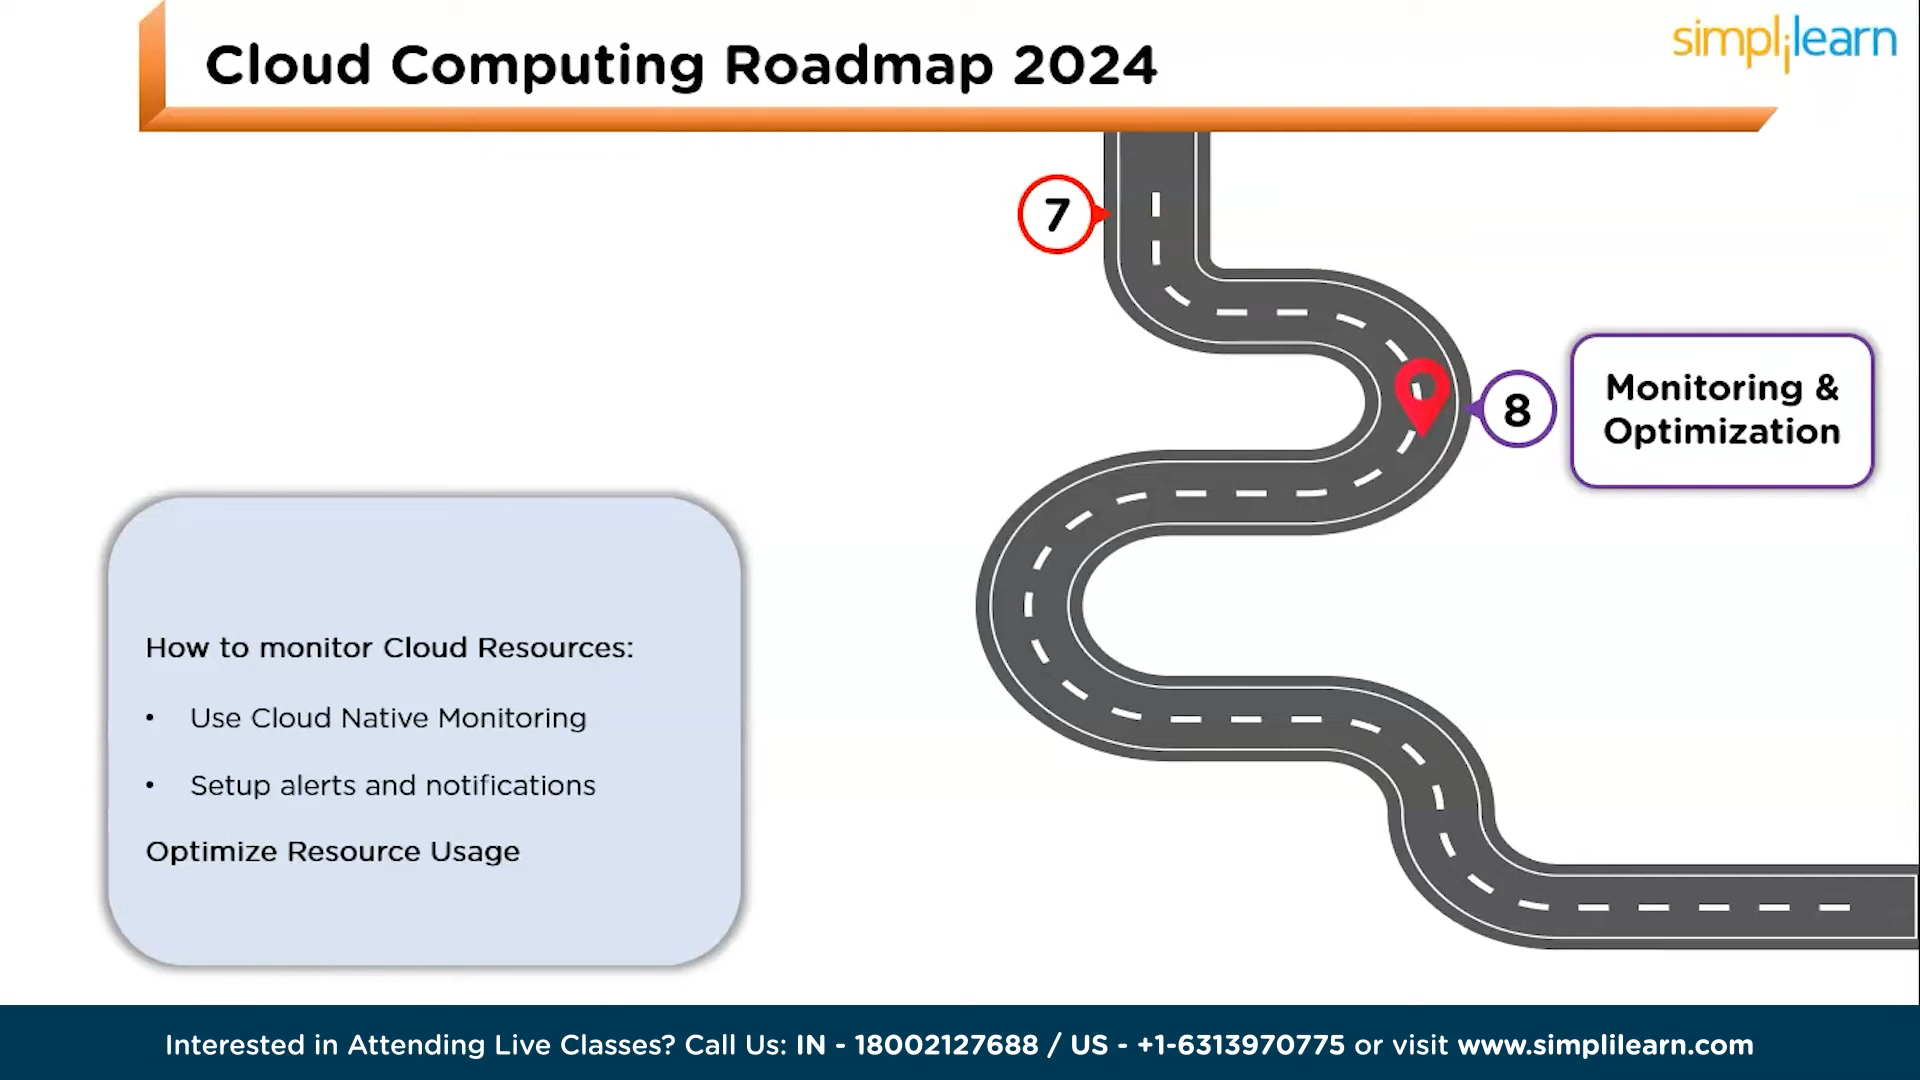 Cloud Computing Roadmap 2024
simplilearn
7
8
Monitoring &
Optimization
How to monitor Cloud Resources:
• Use Cloud Native Monitoring
• Setup alerts and notifications
Optimize Resource Usage
Interested in Attending Live Classes? Call Us: IN - 18002127688 / US - +1-6313970775 or visit www.simplilearn.com